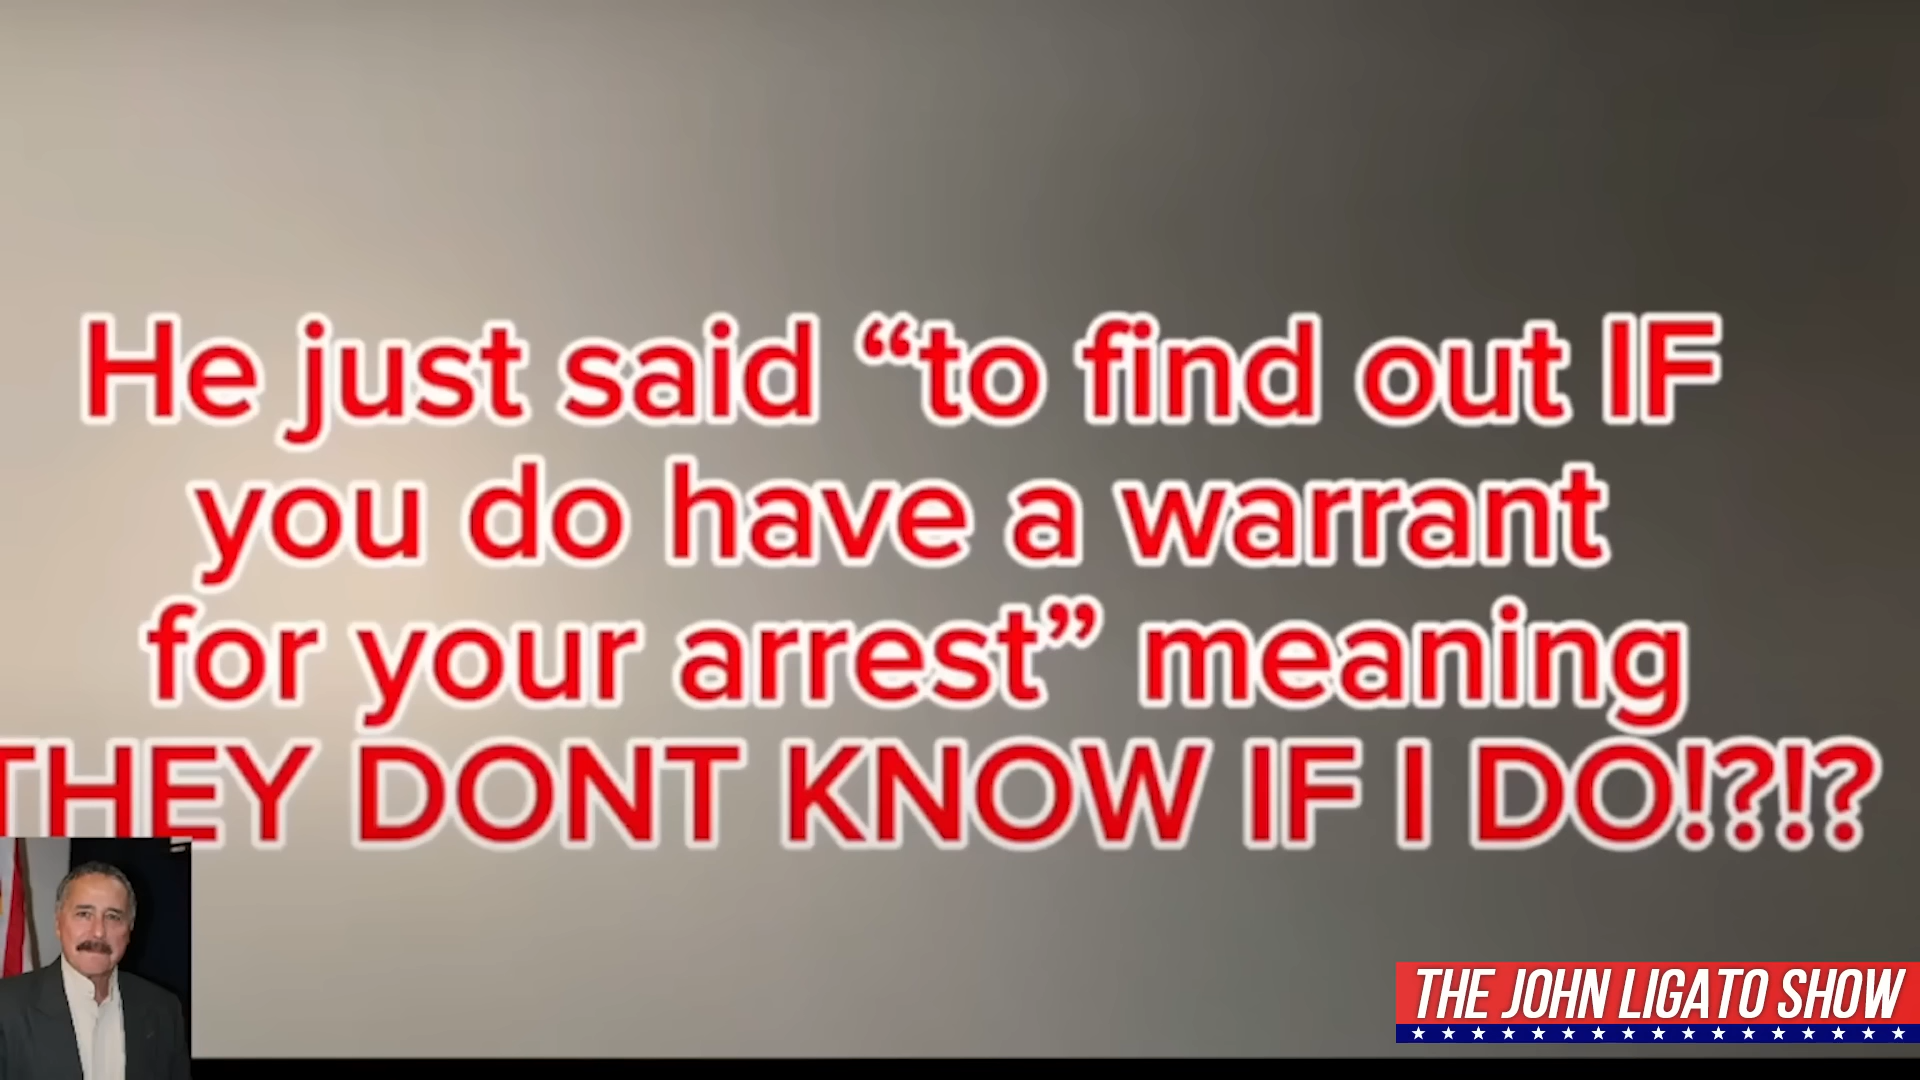 He just said “to find out IF
you do have a warrant
for your arrest” meaning
THEY DONT KNOW IF I DO!?!?
THE JOHN LIGATO SHOW